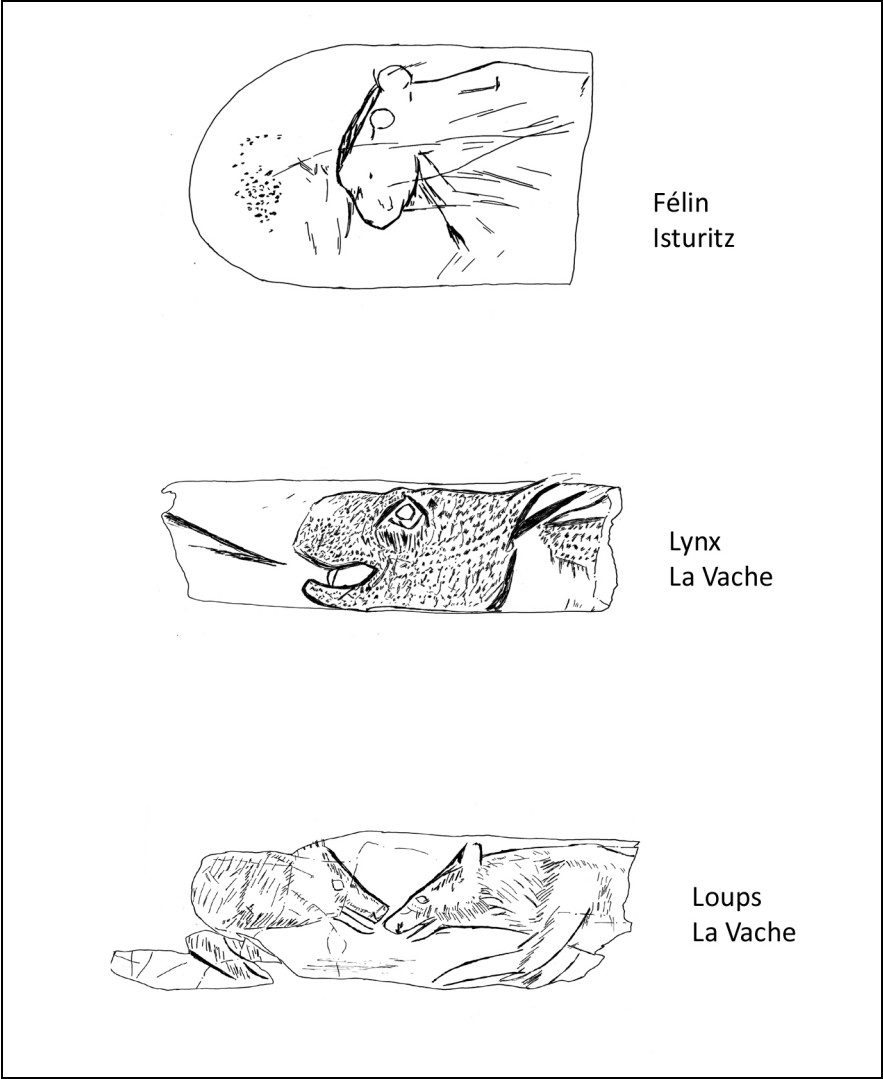 Félin
Isturitz
Lynx
La Vache
Loups
La Vache